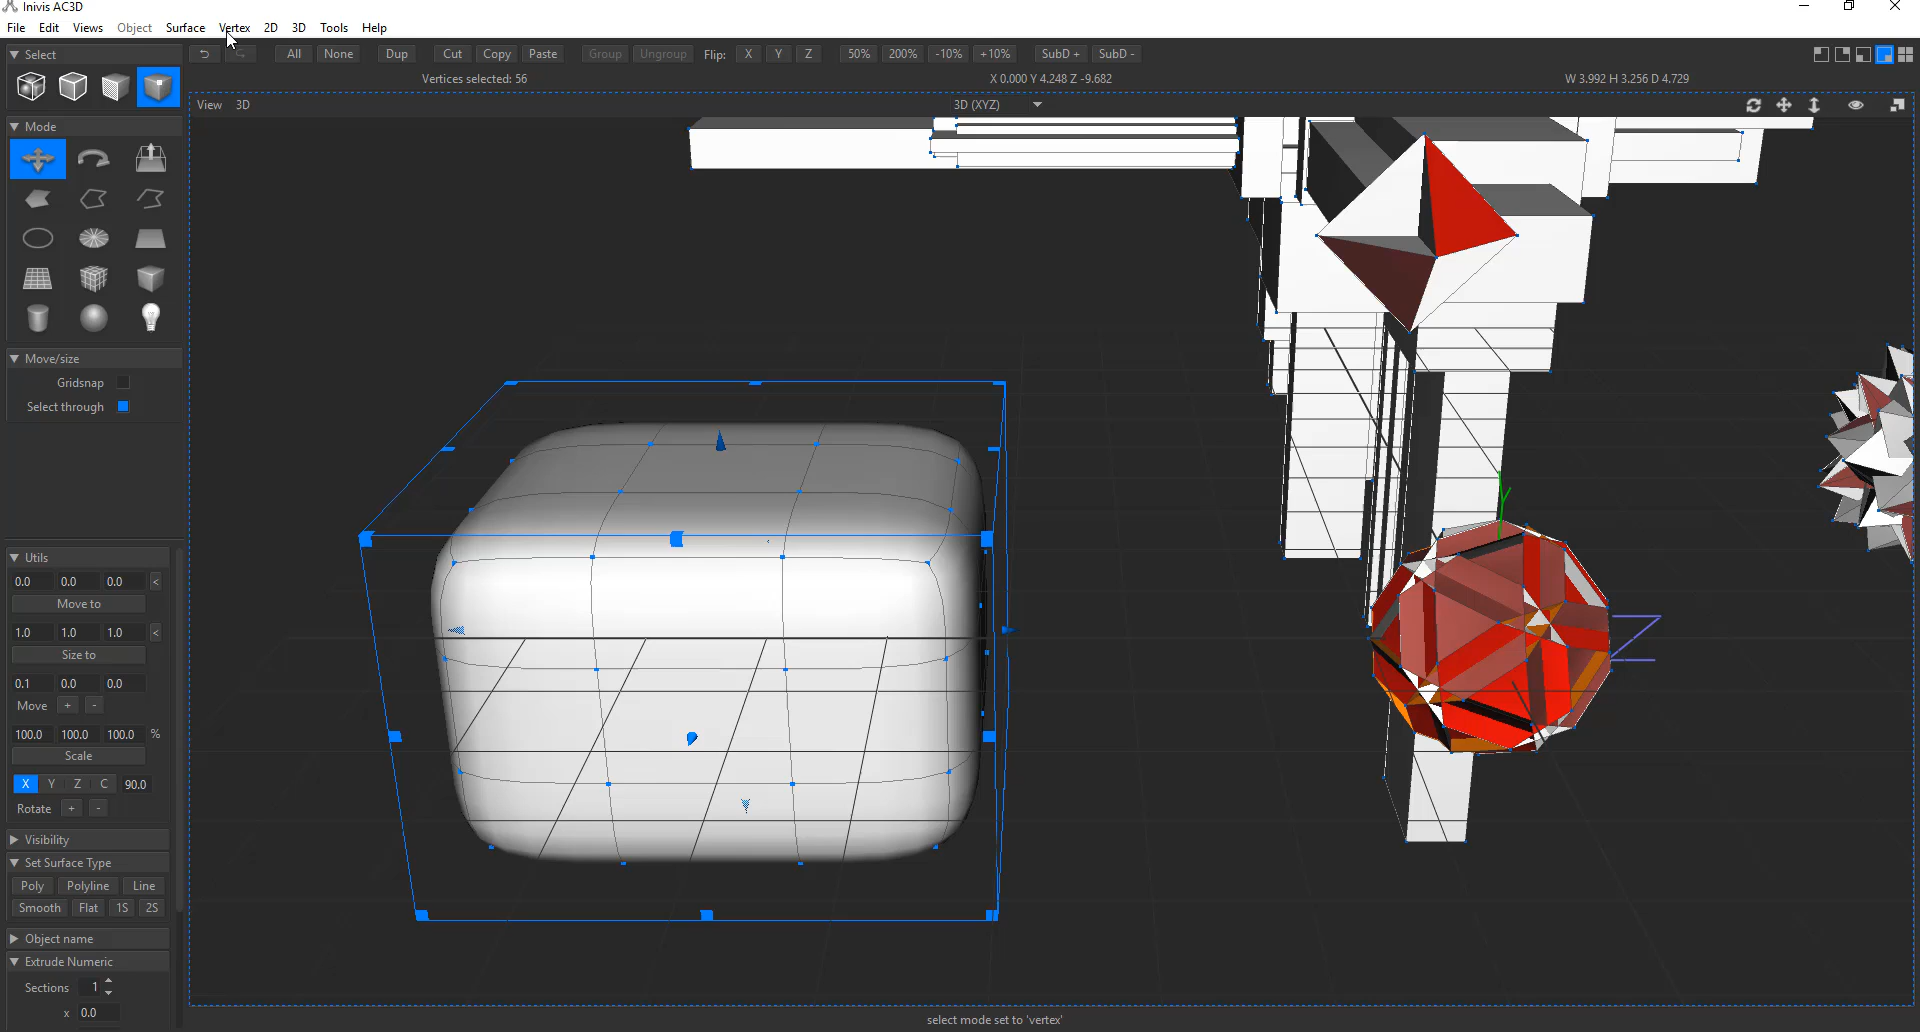 Inivis AC3D
File Edit Views Object Surface Vertex 2D 3D Tools Help
Select
All None Dup Cut Copy Paste Group Ungroup Flip: X Y Z 50% 200% -10% +10% SubD + SubD -
Vertices selected: 56 X 0.000 Y 4.248 Z -9.682 W 3.992 H 3.256 D 4.729
View 3D 3D (XYZ)
Mode
Move/size
Gridsnap
Select through
Utils
0.0 0.0 0.0 <
Move to
1.0 1.0 1.0 <
Size to
0.1 0.0 0.0
Move + -
100.0 100.0 100.0 %
Scale
X Y Z C 90.0
Rotate + -
Visibility
Set Surface Type
Poly Polyline Line
Smooth Flat 1S 2S
Object name
Extrude Numeric
Sections 1
x 0.0
select mode set to 'vertex'